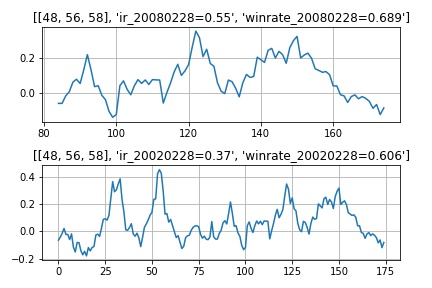 [[48, 56, 58], 'ir_20080228=0.55', 'winrate_20080228=0.689']
0.2
0.0
80 100 120 140 160
[[48, 56, 58], 'ir_20020228=0.37', 'winrate_20020228=0.606']
0.4
0.2
0.0
−0.2
0 25 50 75 100 125 150 175